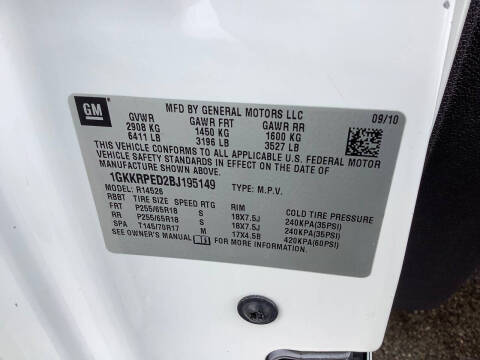 GM
MFD BY GENERAL MOTORS LLC
09/10
GVWR GAWR FRT GAWR RR
2908 KG 1450 KG 1600 KG
6411 LB 3196 LB 3527 LB
THIS VEHICLE CONFORMS TO ALL APPLICABLE U.S. FEDERAL MOTOR
VEHICLE SAFETY STANDARDS IN EFFECT ON THE DATE OF
MANUFACTURE SHOWN ABOVE.
1GKKRPED2BJ195149 TYPE: M.P.V.
MODEL: R14526
RBBT TIRE SIZE SPEED RTG RIM COLD TIRE PRESSURE
FRT P255/65R18 S 18X7.5J 240KPA(35PSI)
RR P255/65R18 S 18X7.5J 240KPA(35PSI)
SPA T145/70R17 M 17X4.5B 420KPA(60PSI)
SEE OWNER'S MANUAL FOR MORE INFORMATION.